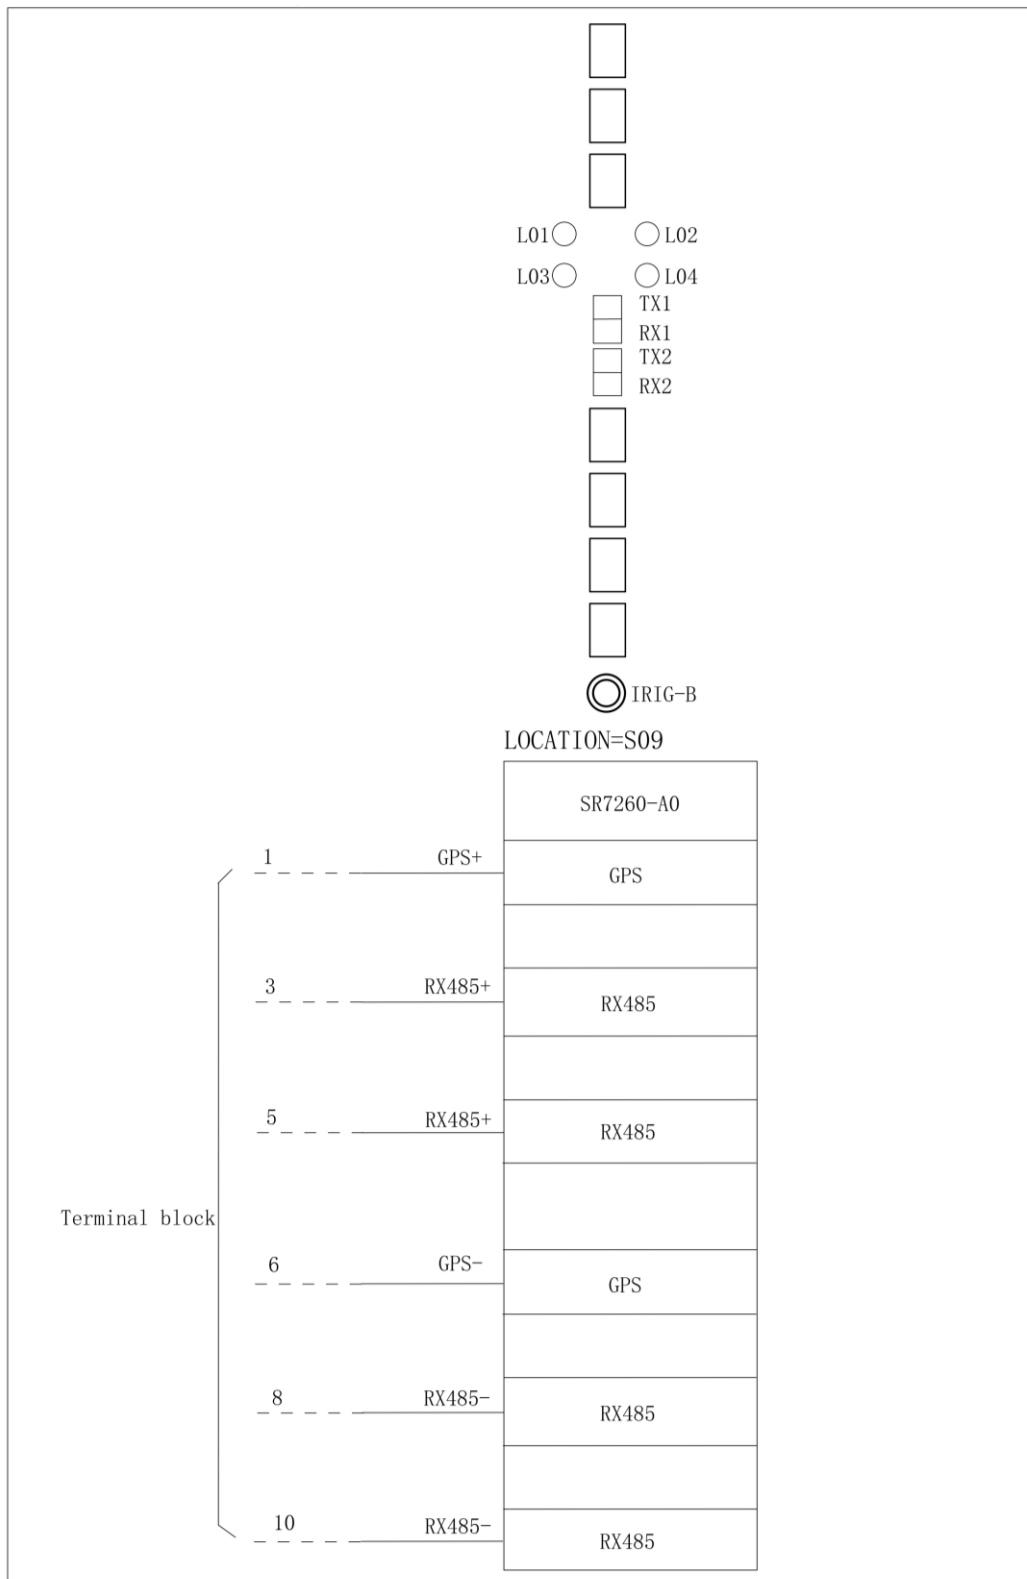 L01 L02
L03 L04
TX1
RX1
TX2
RX2
IRIG-B
LOCATION=S09
SR7260-A0
1 GPS+ GPS
3 RX485+ RX485
5 RX485+ RX485
Terminal block
6 GPS- GPS
8 RX485- RX485
10 RX485- RX485